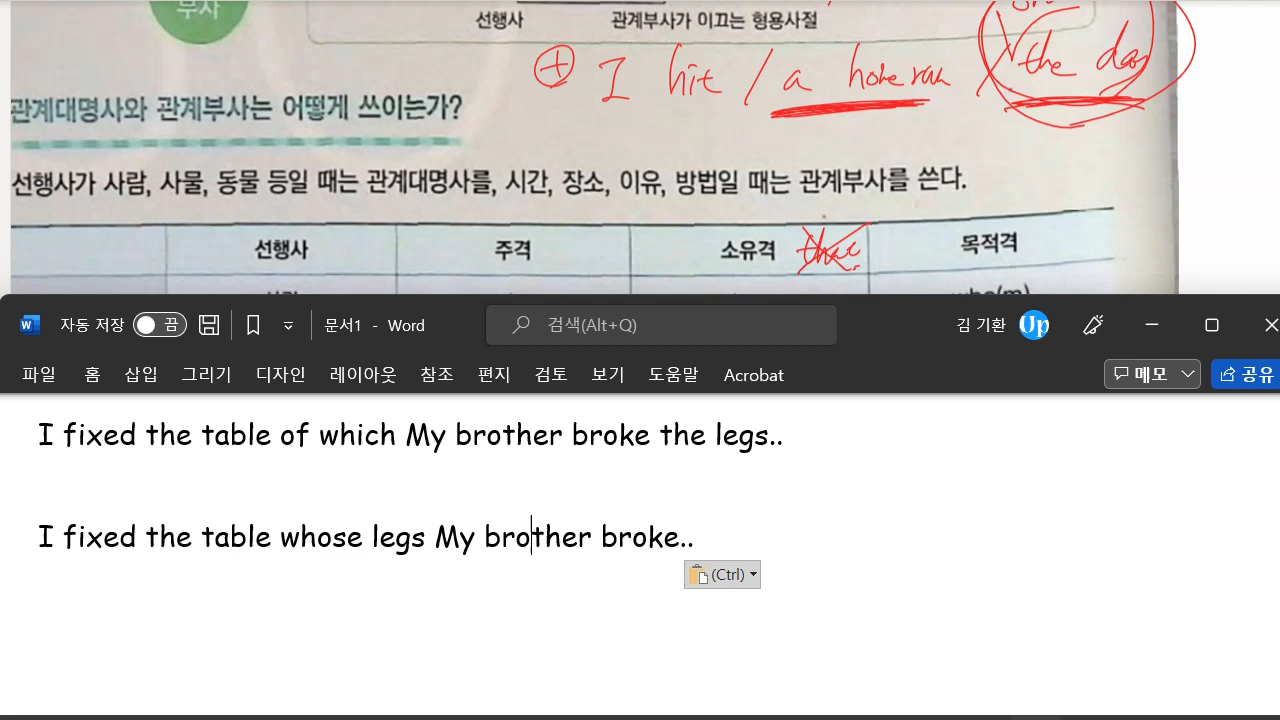 부사
선행사 관계부사가 이끄는 형용사절
⊕ I hit / a home run / the day
관계대명사와 관계부사는 어떻게 쓰이는가?
선행사가 사람, 사물, 동물 등일 때는 관계대명사를, 시간, 장소, 이유, 방법일 때는 관계부사를 쓴다.
선행사 주격 소유격 that 목적격
who(m)
자동 저장 끔 문서1 - Word 검색(Alt+Q) 김 기환 Up
파일 홈 삽입 그리기 디자인 레이아웃 참조 편지 검토 보기 도움말 Acrobat 메모 공유
I fixed the table of which My brother broke the legs..
I fixed the table whose legs My brother broke..
(Ctrl)